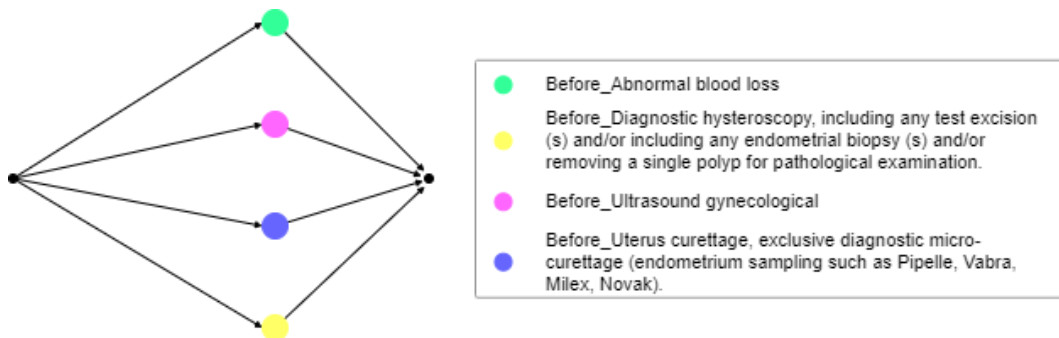 Before_Abnormal blood loss
Before_Diagnostic hysteroscopy, including any test excision
(s) and/or including any endometrial biopsy (s) and/or
removing a single polyp for pathological examination.
Before_Ultrasound gynecological
Before_Uterus curettage, exclusive diagnostic micro-
curettage (endometrium sampling such as Pipelle, Vabra,
Milex, Novak).